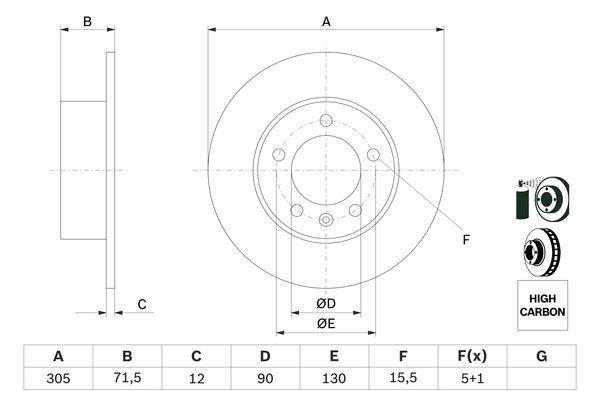 B
A
F
C
ØD
ØE
HIGH
CARBON
A B C D E F F(x) G
305 71,5 12 90 130 15,5 5+1